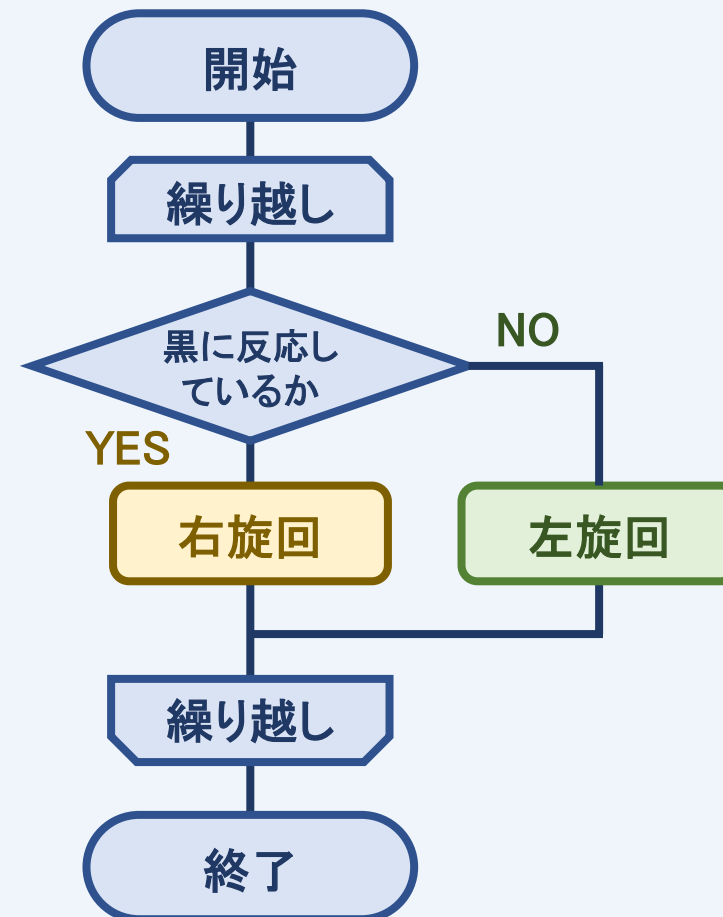 開始
繰り越し
黒に反応し
ているか
NO
YES
右旋回
左旋回
繰り越し
終了